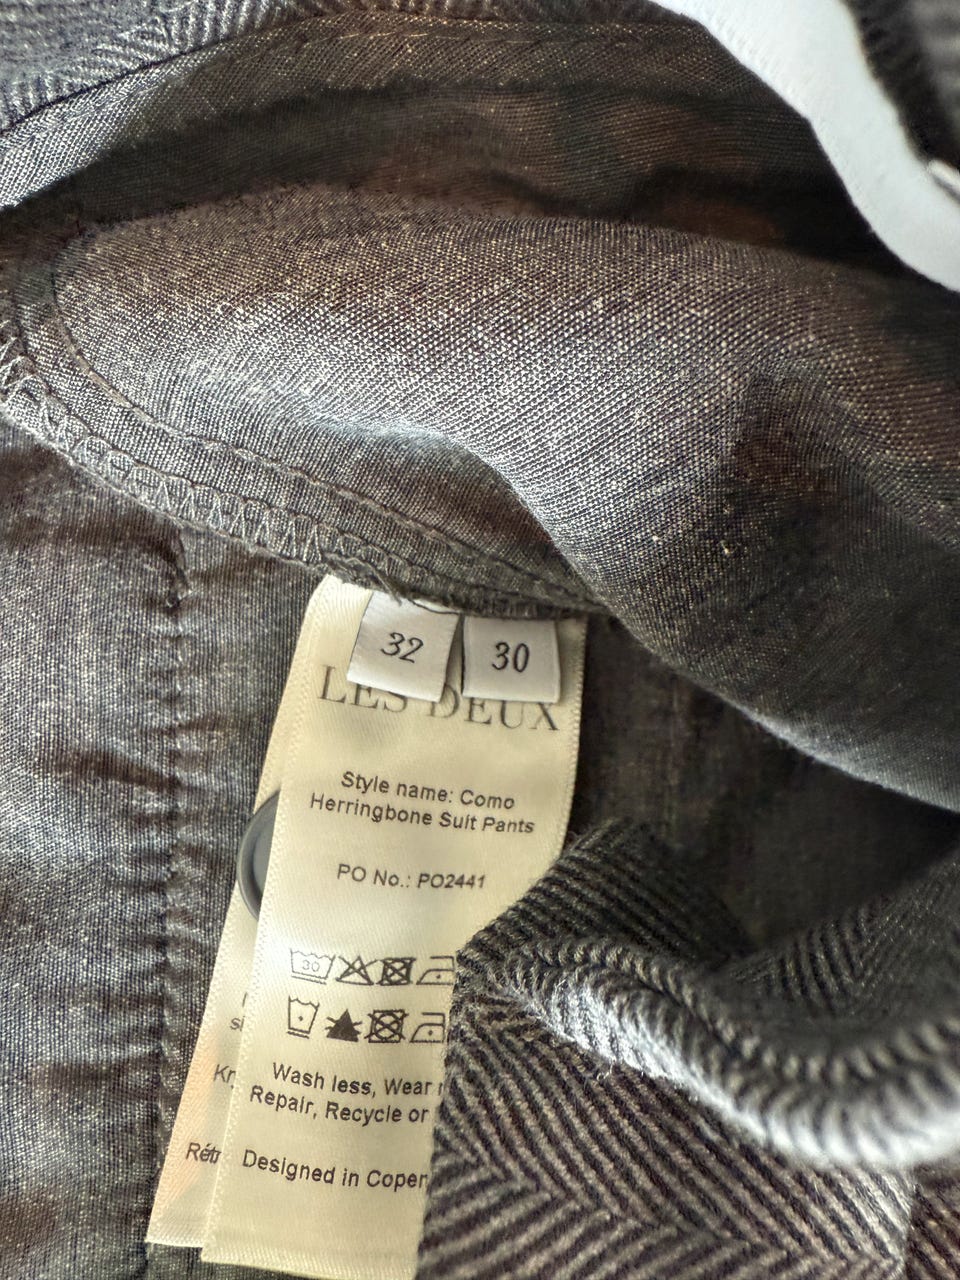 32
30
LES DEUX
Style name: Como
Herringbone Suit Pants
PO No.: PO2441
30
Wash less, Wear
Repair, Recycle or
Designed in Copen